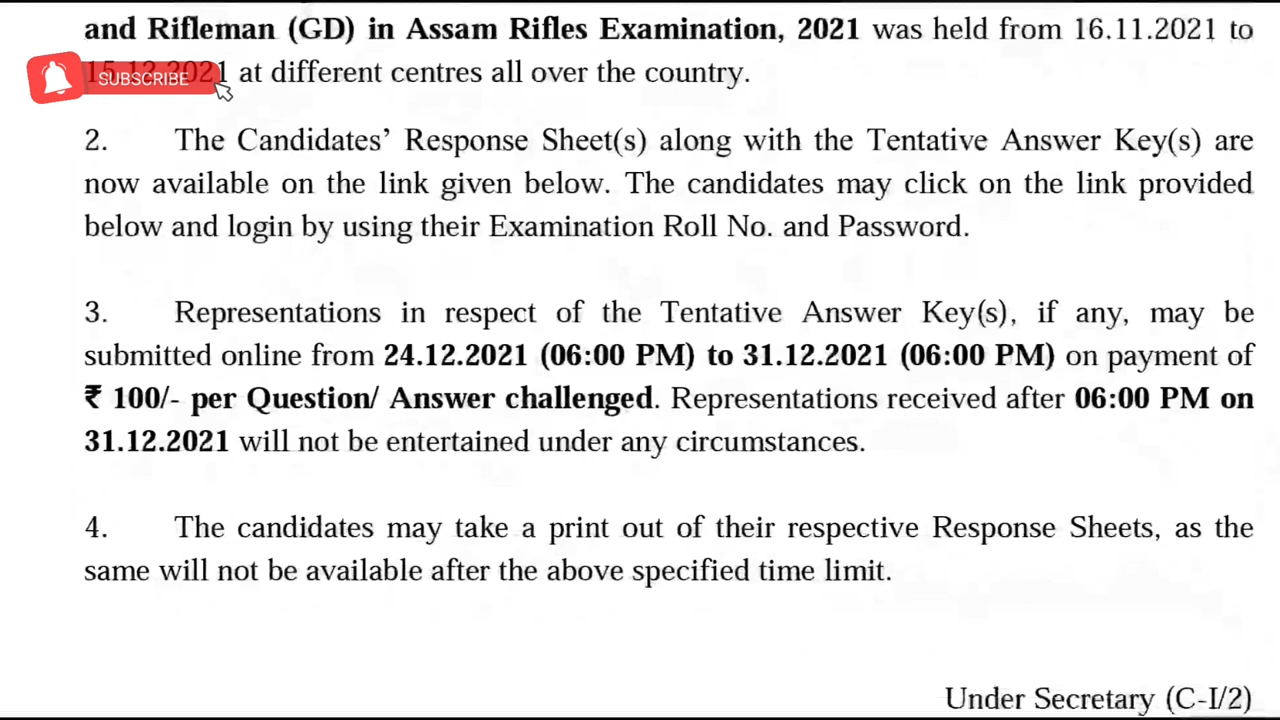 and Rifleman (GD) in Assam Rifles Examination, 2021 was held from 16.11.2021 to
15.12.2021 at different centres all over the country.
SUBSCRIBE
2. The Candidates’ Response Sheet(s) along with the Tentative Answer Key(s) are
now available on the link given below. The candidates may click on the link provided
below and login by using their Examination Roll No. and Password.
3. Representations in respect of the Tentative Answer Key(s), if any, may be
submitted online from 24.12.2021 (06:00 PM) to 31.12.2021 (06:00 PM) on payment of
₹ 100/- per Question/ Answer challenged. Representations received after 06:00 PM on
31.12.2021 will not be entertained under any circumstances.
4. The candidates may take a print out of their respective Response Sheets, as the
same will not be available after the above specified time limit.
Under Secretary (C-I/2)